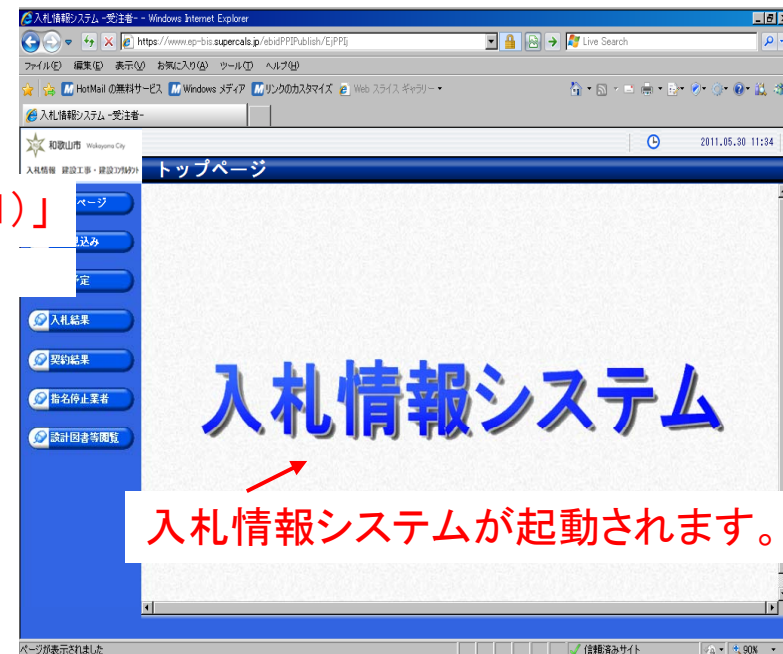 入札情報システム -受注者- - Windows Internet Explorer
https://www.ep-bis.supercals.jp/ebidPPIPublish/EjPPIj
Live Search
ファイル(F) 編集(E) 表示(V) お気に入り(A) ツール(T) ヘルプ(H)
HotMail の無料サービス Windows メディア リンクのカスタマイズ Web スライス ギャラリー
入札情報システム -受注者-
和歌山市 Wakayama City
2011.05.30 11:34
入札情報 建設工事・建設コンサルタント
トップページ
ページ
)」
込み
予定
入札結果
契約結果
指名停止業者
設計図書等閲覧
入札情報システム
入札情報システムが起動されます。
ページが表示されました
信頼済みサイト
90%